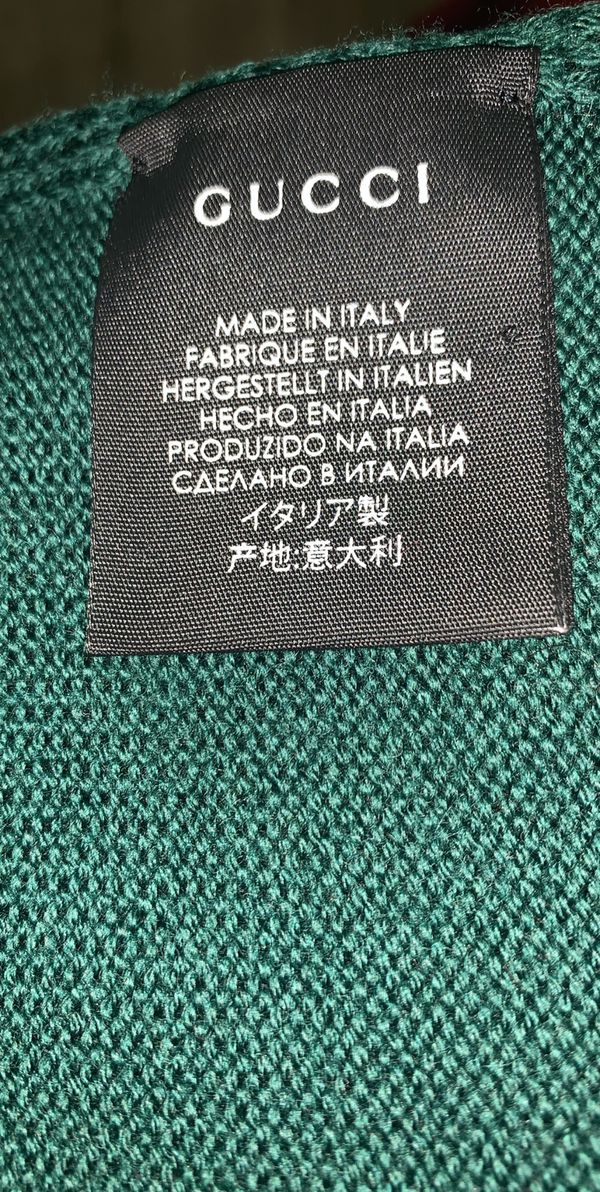 GUCCI
MADE IN ITALY
FABRIQUE EN ITALIE
HERGESTELLT IN ITALIEN
HECHO EN ITALIA
PRODUZIDO NA ITALIA
СДЕЛАНО В ИТАЛИИ
イタリア製
产地:意大利